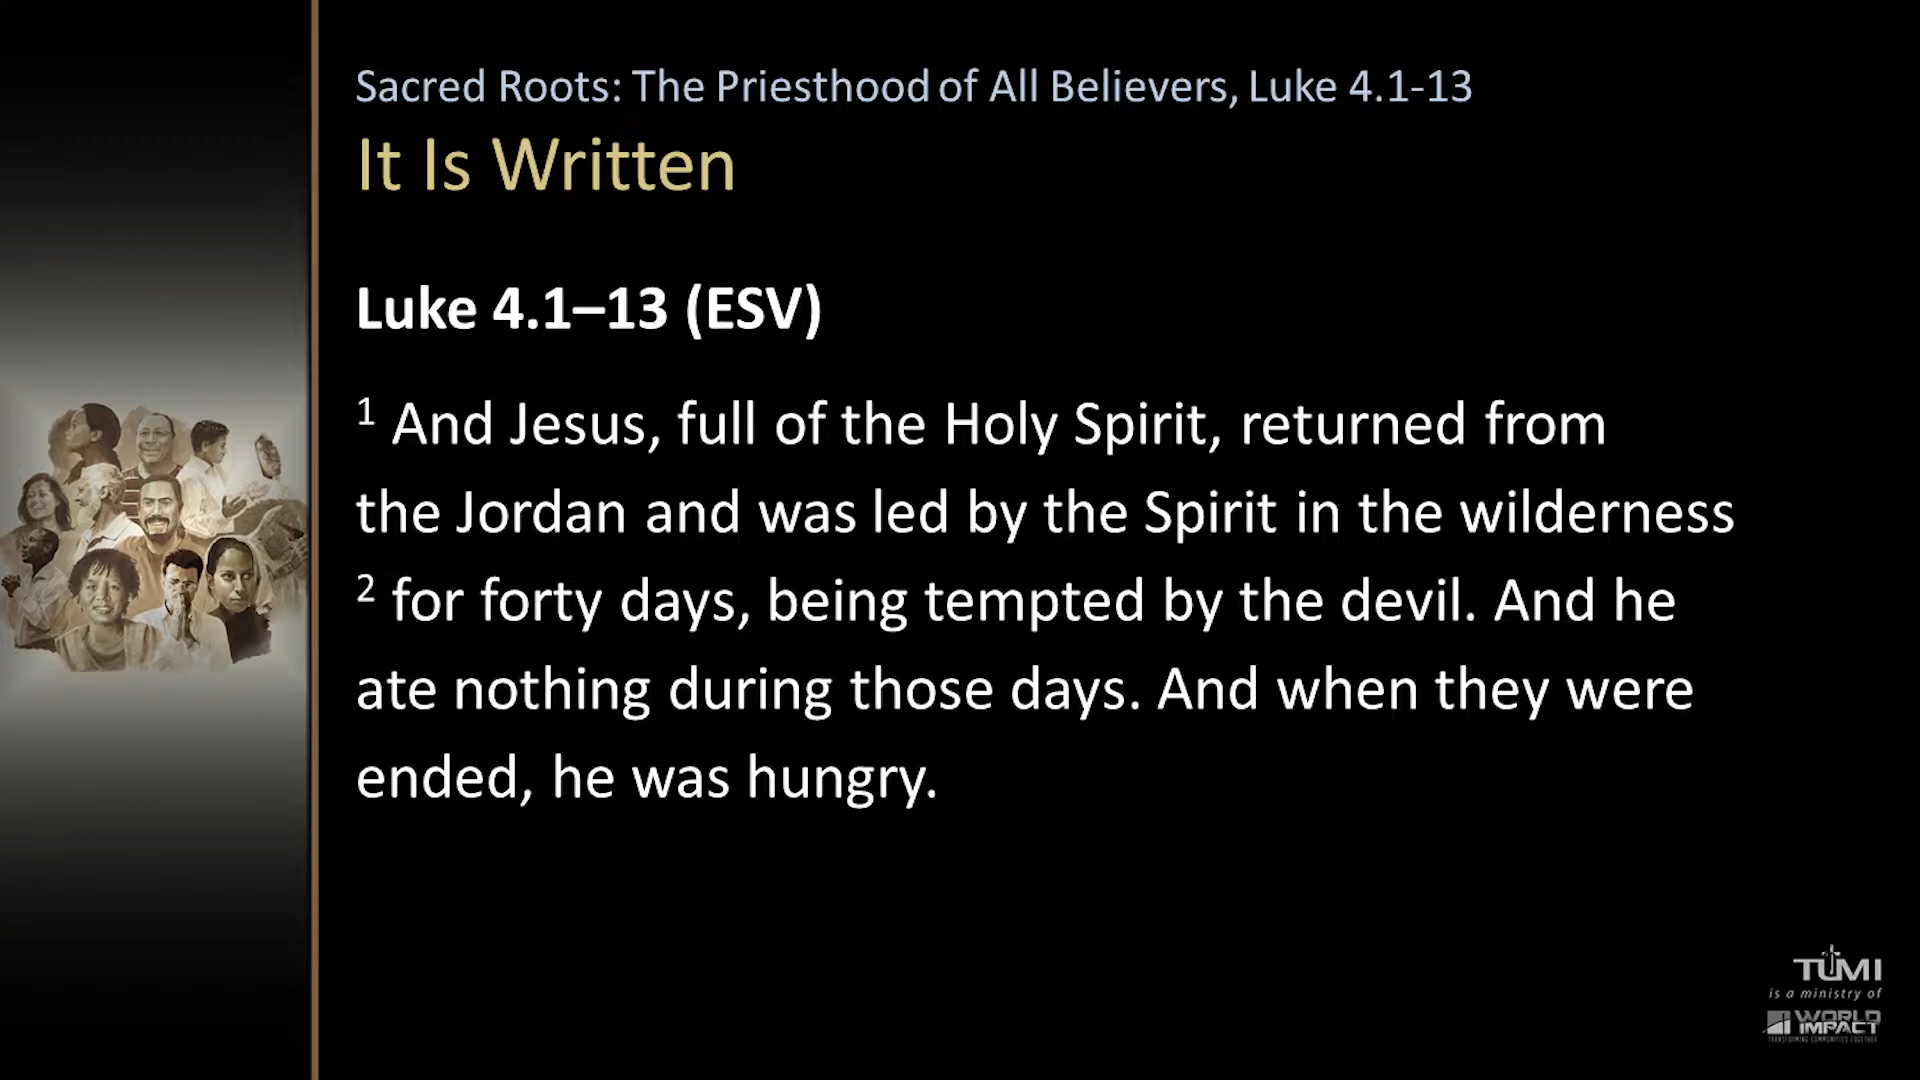 Sacred Roots: The Priesthood of All Believers, Luke 4.1-13
It Is Written
Luke 4.1–13 (ESV)
1 And Jesus, full of the Holy Spirit, returned from
the Jordan and was led by the Spirit in the wilderness
2 for forty days, being tempted by the devil. And he
ate nothing during those days. And when they were
ended, he was hungry.
TUMI
is a ministry of
WORLD
IMPACT
TRANSFORMING COMMUNITIES TOGETHER